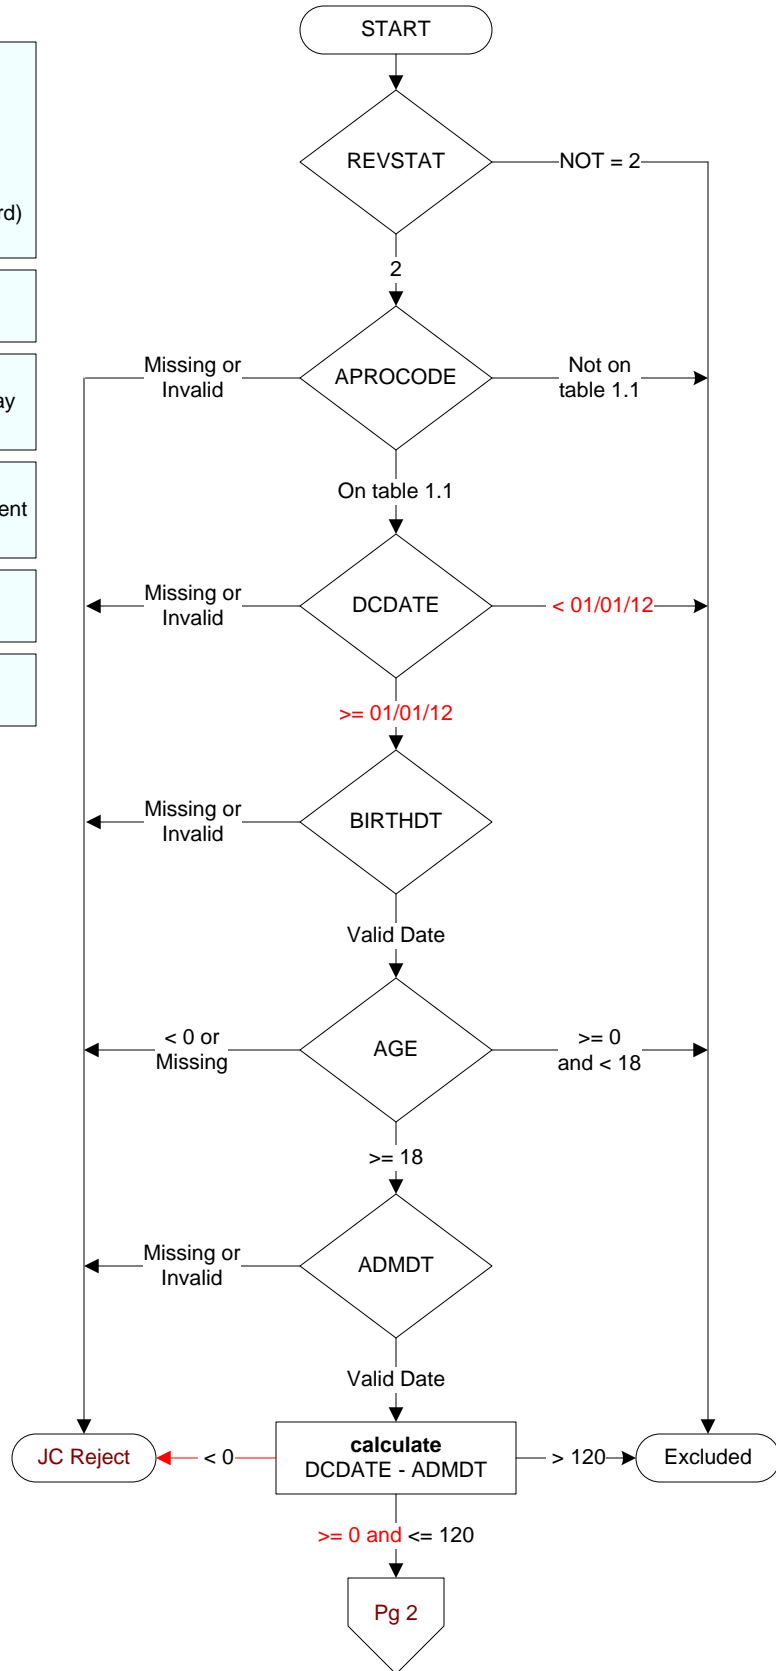 START
rd)
ay
ent
REVSTAT
NOT = 2
2
Missing or
Invalid
APROCODE
Not on
table 1.1
On table 1.1
Missing or
Invalid
DCDATE
< 01/01/12
>= 01/01/12
Missing or
Invalid
BIRTHDT
Valid Date
< 0 or
Missing
AGE
>= 0
and < 18
>= 18
Missing or
Invalid
ADMDT
Valid Date
JC Reject
< 0
calculate
DCDATE - ADMDT
> 120
Excluded
>= 0 and <= 120
Pg 2